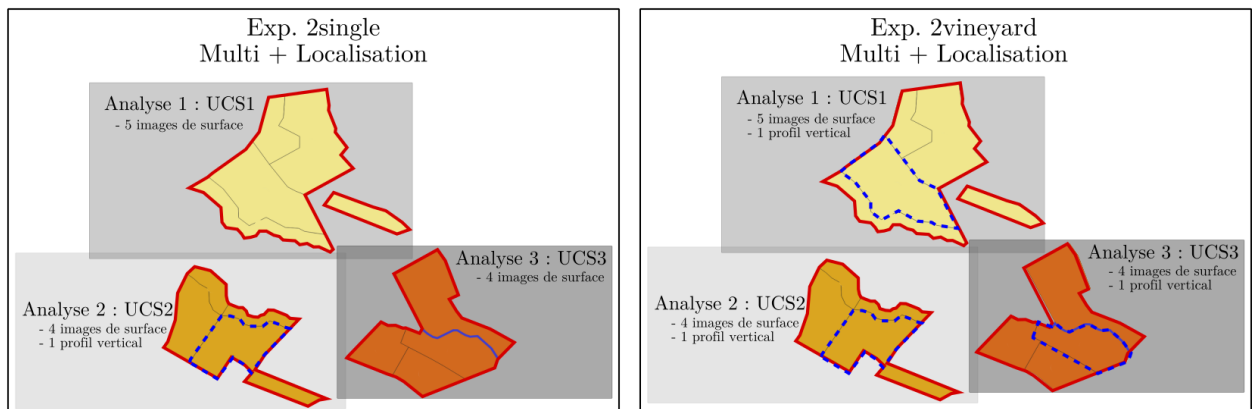 Exp. 2single
Multi + Localisation
Analyse 1 : UCS1
- 5 images de surface
Analyse 2 : UCS2
- 4 images de surface
- 1 profil vertical
Analyse 3 : UCS3
- 4 images de surface
Exp. 2vineyard
Multi + Localisation
Analyse 1 : UCS1
- 5 images de surface
- 1 profil vertical
Analyse 2 : UCS2
- 4 images de surface
- 1 profil vertical
Analyse 3 : UCS3
- 4 images de surface
- 1 profil vertical